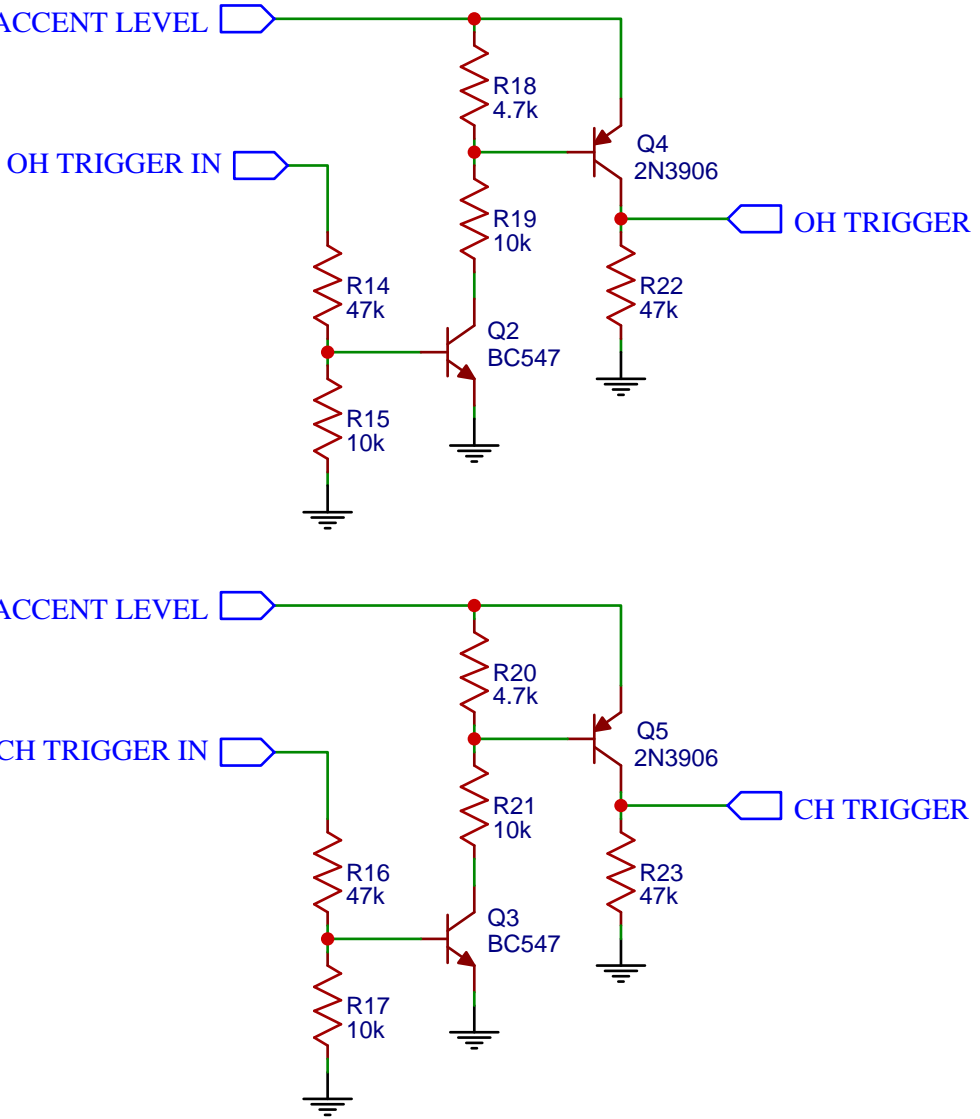 ACCENT LEVEL
R18
4.7k
Q4
2N3906
OH TRIGGER IN
R19
10k
OH TRIGGER
R14
47k
R22
47k
Q2
BC547
R15
10k
ACCENT LEVEL
R20
4.7k
Q5
2N3906
CH TRIGGER IN
R21
10k
CH TRIGGER
R16
47k
R23
47k
Q3
BC547
R17
10k